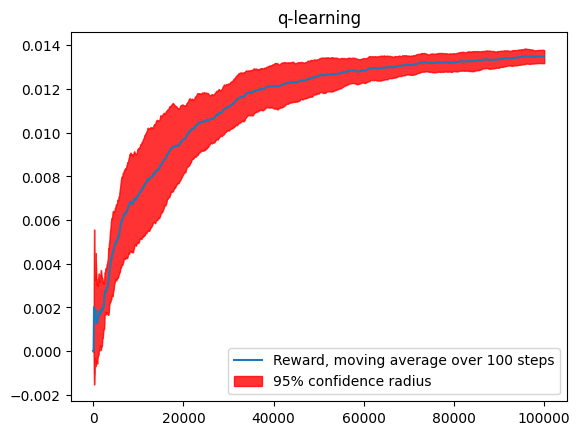 q-learning
0.014
0.012
0.010
0.008
0.006
0.004
0.002
0.000
−0.002
0 20000 40000 60000 80000 100000
Reward, moving average over 100 steps
95% confidence radius